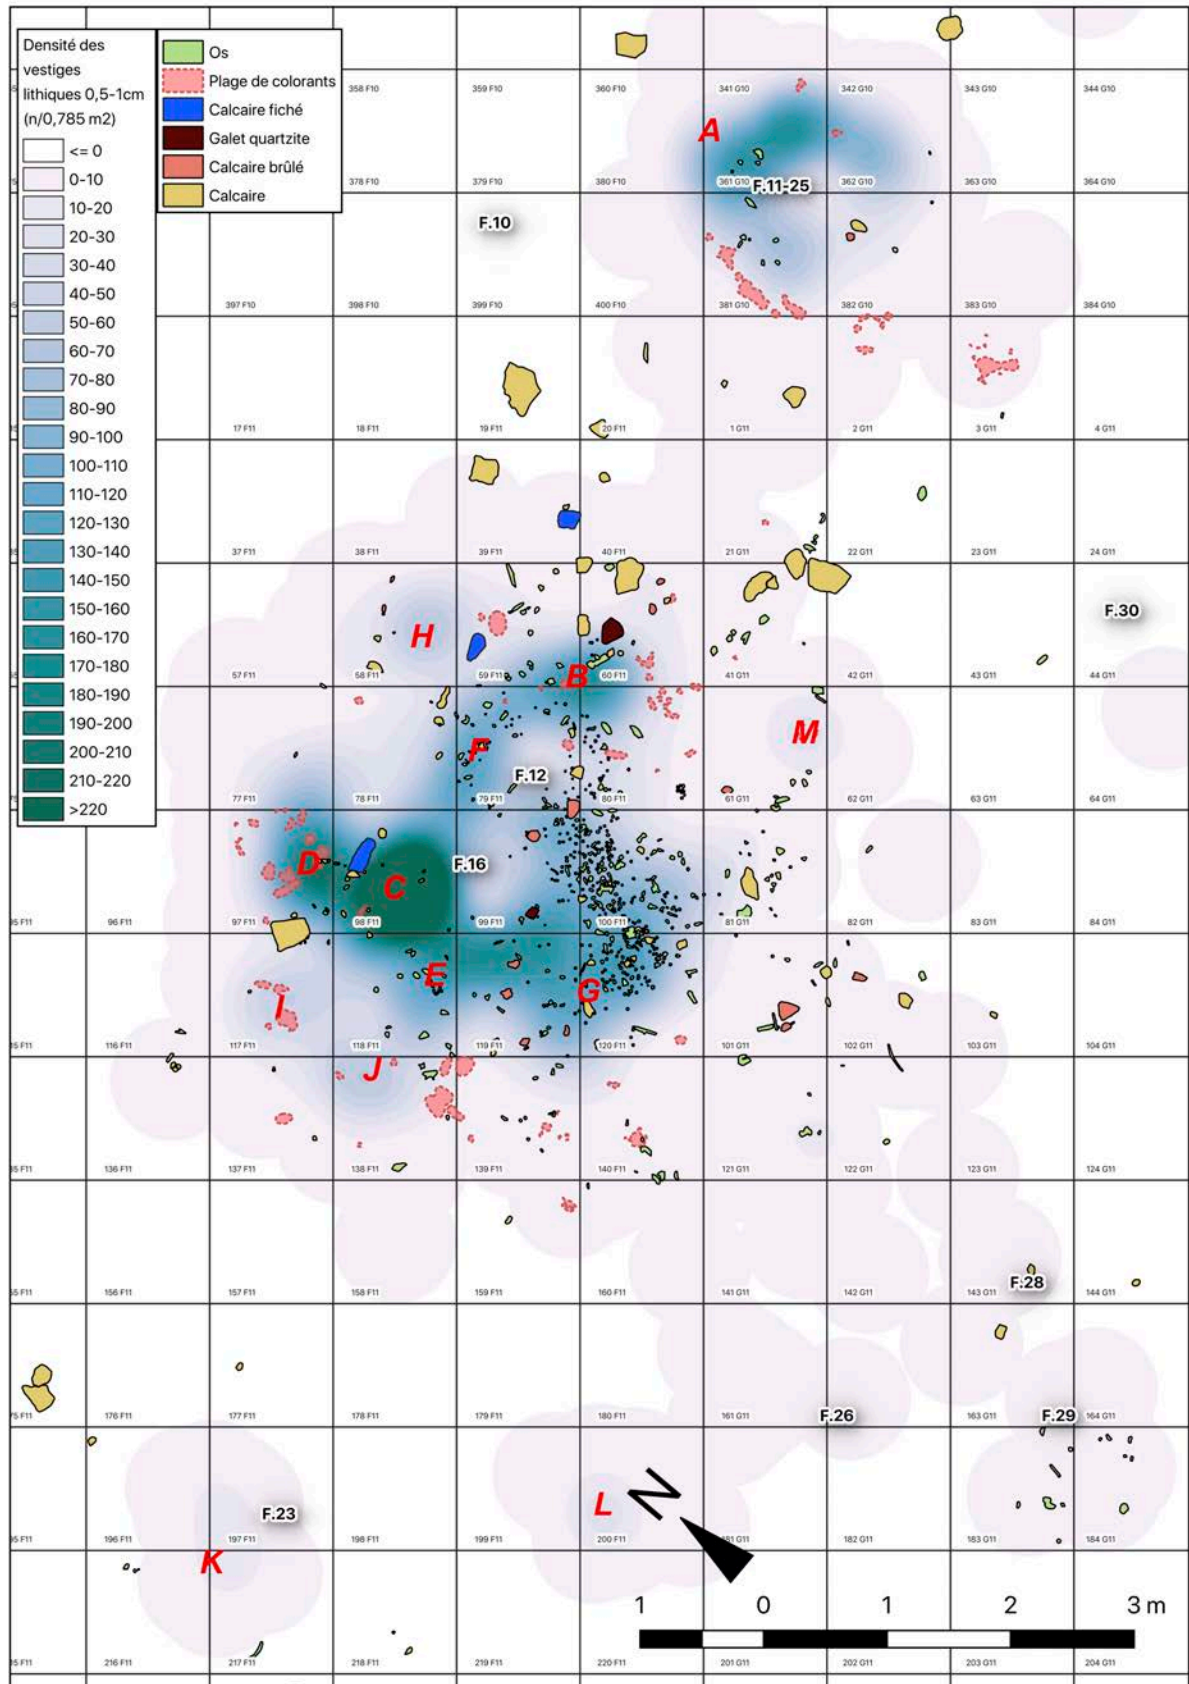 Densité des
vestiges
lithiques 0,5-1cm
(n/0,785 m2)
<= 0
0-10
10-20
20-30
30-40
40-50
50-60
60-70
70-80
80-90
90-100
100-110
110-120
120-130
130-140
140-150
150-160
160-170
170-180
180-190
190-200
200-210
210-220
>220
Os
Plage de colorants
Calcaire fiché
Galet quartzite
Calcaire brûlé
Calcaire
358 F10 359 F10 360 F10 341 G10 342 G10 343 G10 344 G10
A
378 F10 379 F10 380 F10 361 G10 F.11-25 362 G10 363 G10 364 G10
F.10
397 F10 398 F10 399 F10 400 F10 381 G10 382 G10 383 G10 384 G10
17 F11 18 F11 19 F11 20 F11 1 G11 2 G11 3 G11 4 G11
37 F11 38 F11 39 F11 40 F11 21 G11 22 G11 23 G11 24 G11
F.30
H
57 F11 58 F11 59 F11 B 60 F11 41 G11 42 G11 43 G11 44 G11
M
F
F.12
77 F11 78 F11 79 F11 80 F11 61 G11 62 G11 63 G11 64 G11
D F.16
C
96 F11 97 F11 98 F11 99 F11 100 F11 81 G11 82 G11 84 G11
E
G
I
116 F11 117 F11 118 F11 119 F11 120 F11 101 G11 102 G11 103 G11 104 G11
J
136 F11 137 F11 138 F11 139 F11 140 F11 121 G11 122 G11 123 G11 124 G11
F.28
156 F11 157 F11 158 F11 159 F11 160 F11 141 G11 142 G11 143 G11 144 G11
176 F11 177 F11 178 F11 179 F11 180 F11 161 G11 F.26 163 G11 F.29 164 G11
L N
F.23
196 F11 197 F11 198 F11 199 F11 200 F11 181 G11 182 G11 183 G11 184 G11
K
1 0 1 2 3 m
216 F11 217 F11 218 F11 219 F11 220 F11 201 G11 202 G11 203 G11 204 G11